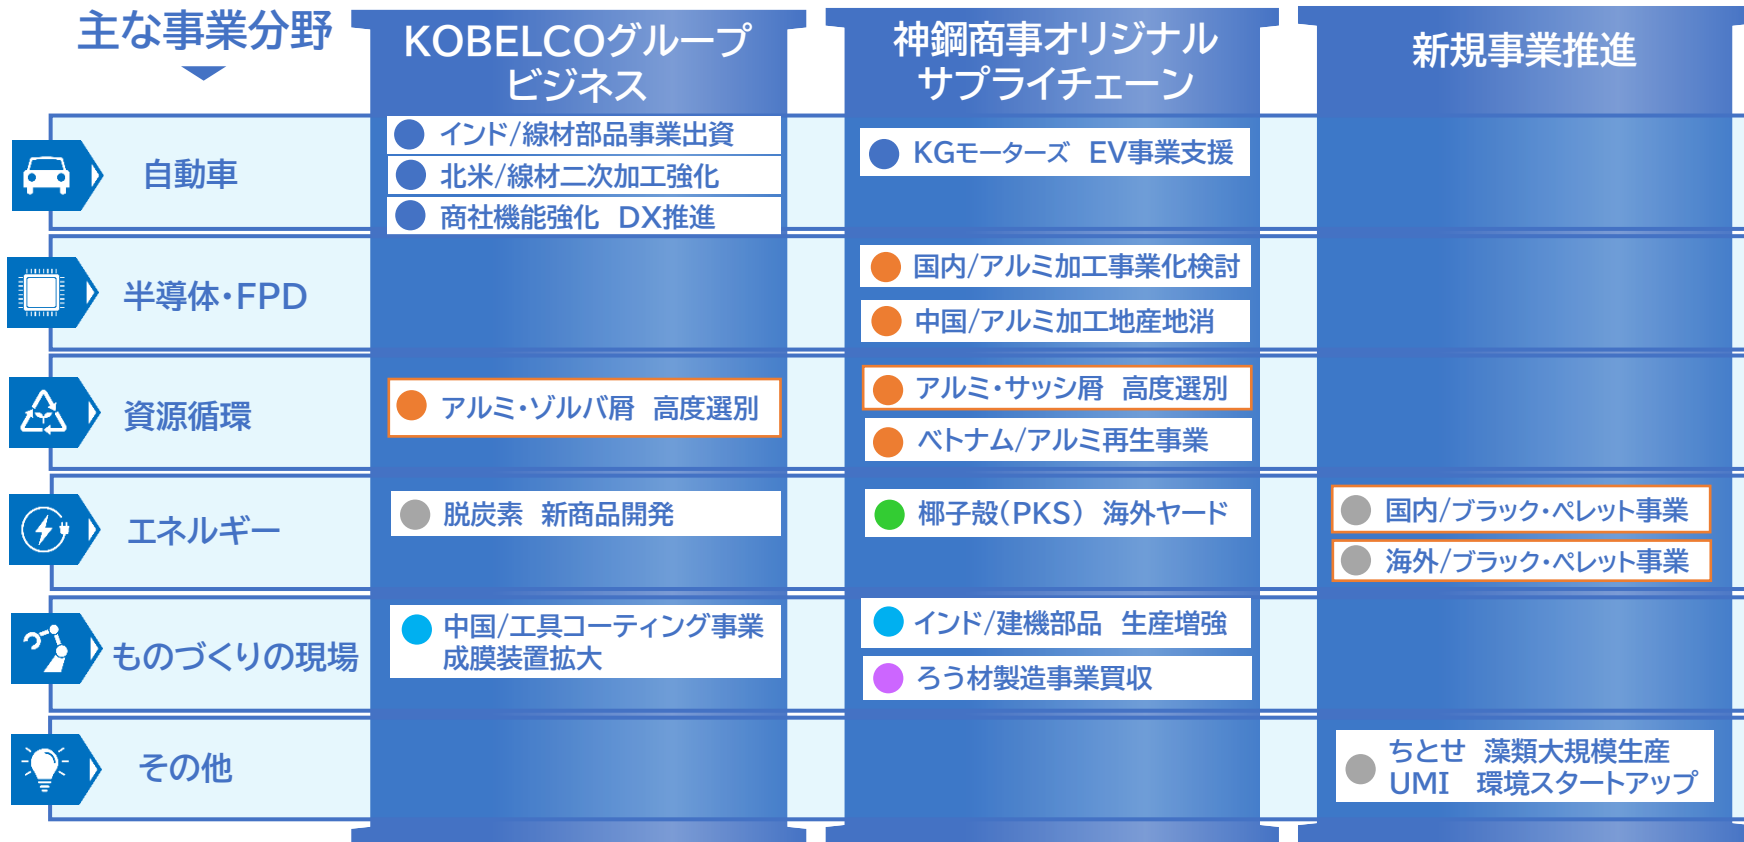 主な事業分野
KOBELCOグループ
ビジネス
神鋼商事オリジナル
サプライチェーン
新規事業推進
自動車
インド/線材部品事業出資
北米/線材二次加工強化
商社機能強化　DX推進
KGモーターズ　EV事業支援
半導体・FPD
国内/アルミ加工事業化検討
中国/アルミ加工地産地消
資源循環
アルミ・ゾルバ屑　高度選別
アルミ・サッシ屑　高度選別
ベトナム/アルミ再生事業
エネルギー
脱炭素　新商品開発
椰子殻（PKS）　海外ヤード
国内/ブラック・ペレット事業
海外/ブラック・ペレット事業
ものづくりの現場
中国/工具コーティング事業
成膜装置拡大
インド/建機部品　生産増強
ろう材製造事業買収
その他
ちとせ　藻類大規模生産
UMI　環境スタートアップ